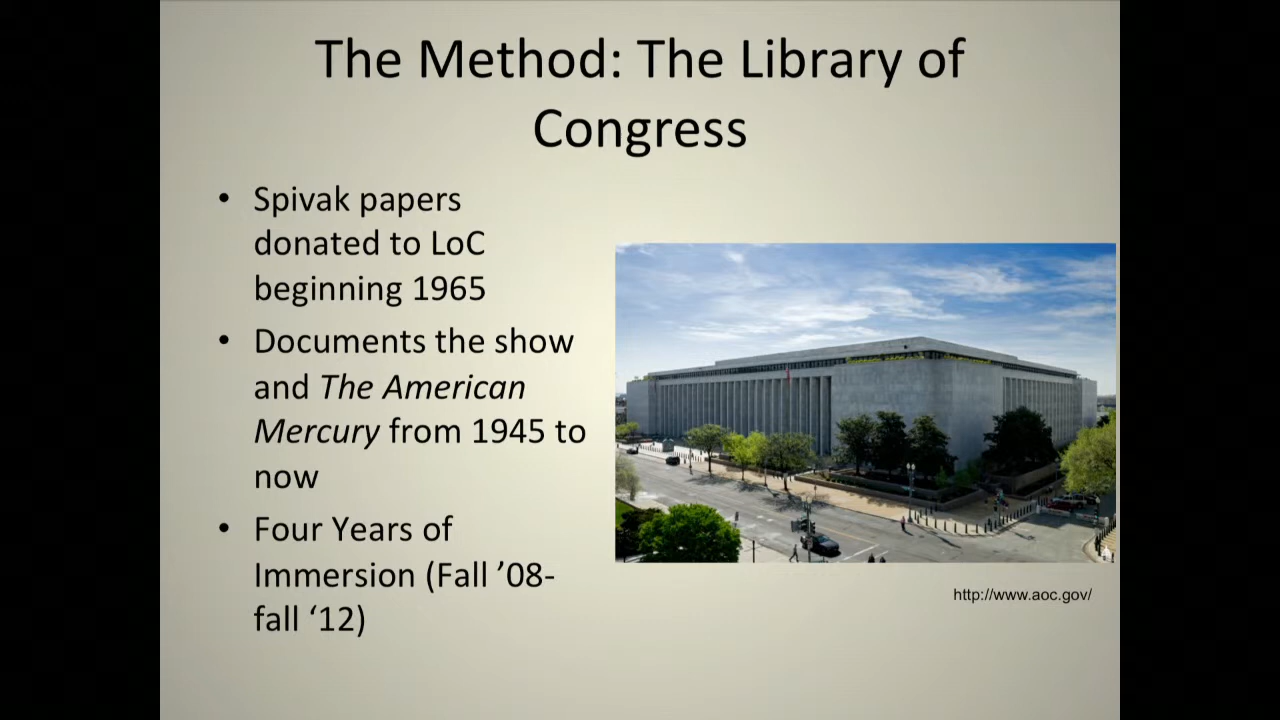 The Method: The Library of
Congress
• Spivak papers
donated to LoC
beginning 1965
• Documents the show
and The American
Mercury from 1945 to
now
• Four Years of
Immersion (Fall ’08-
fall ‘12)
http://www.aoc.gov/